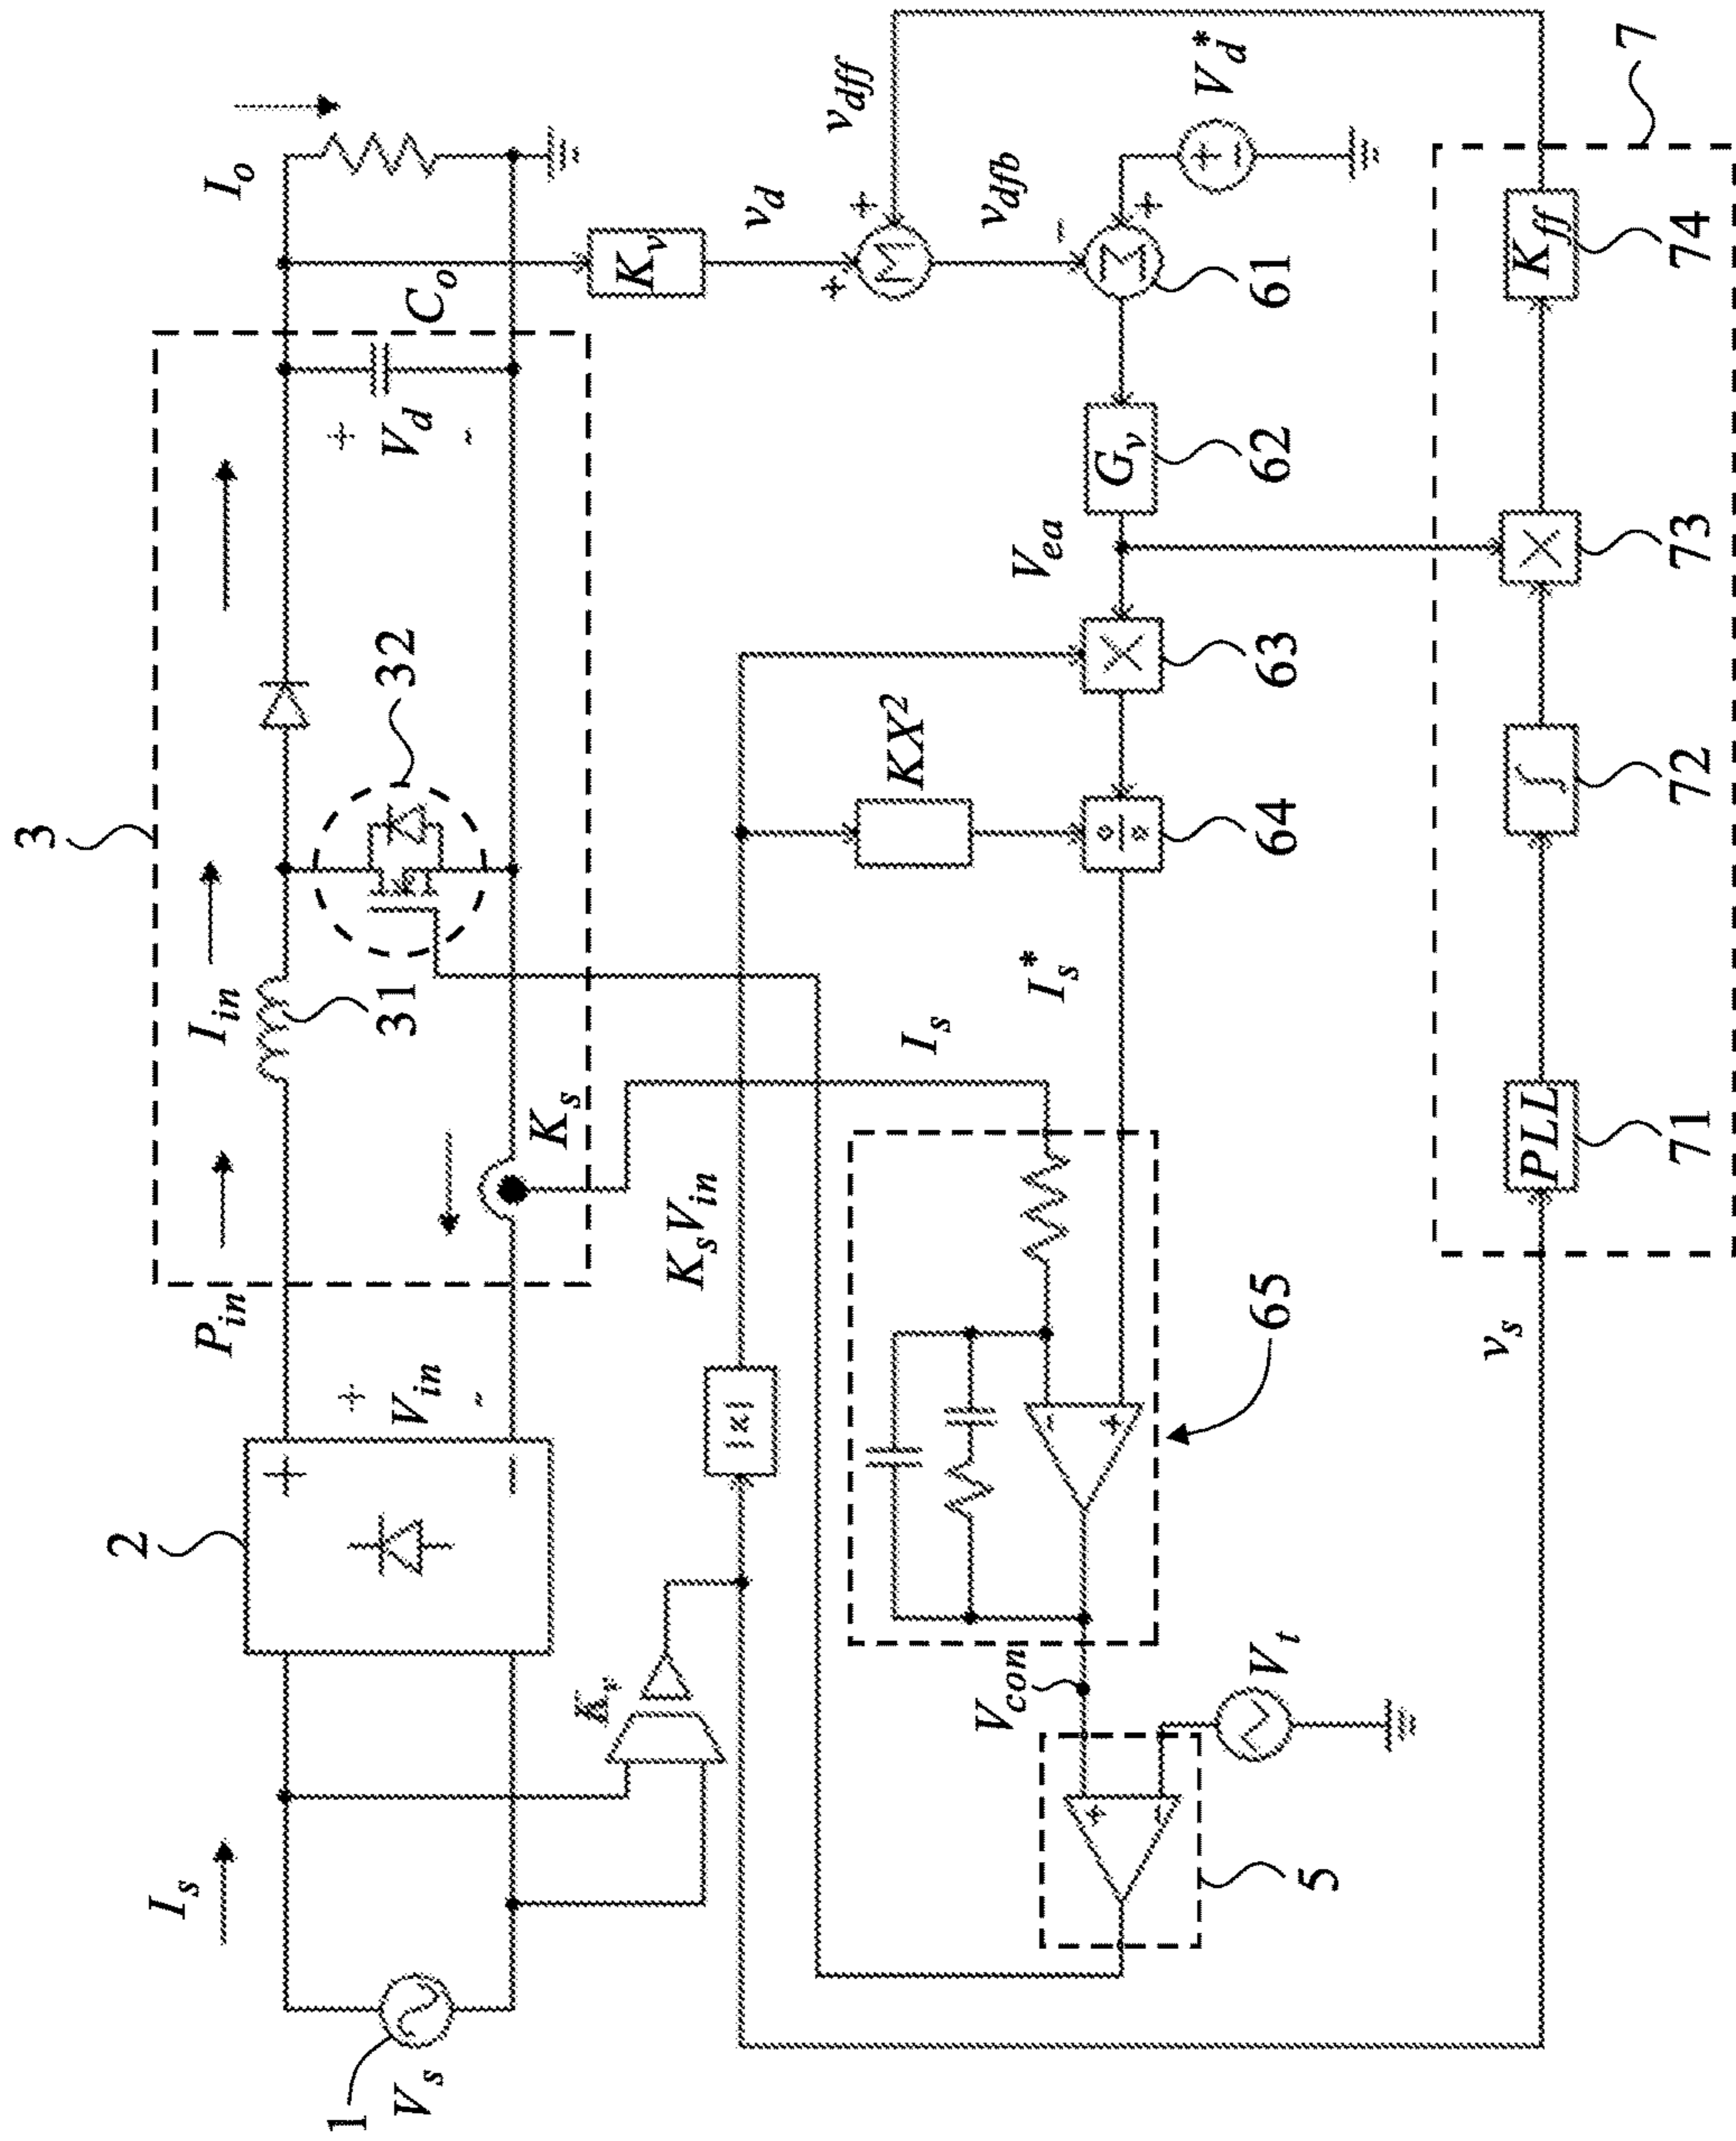 3
I_o
I_in
P_in
2
I_s
1
V_s
+
V_in
-
+
-
31
32
+
V_d
-
C_o
K_s
K_v
v_d
+
+
Σ
v_dff
v_dfb
-
+
Σ
61
V_d*
+
-
K_sV_in
|x|
KX²
I_s
I_s*
÷
64
×
63
V_ea
G_v
62
-
+
65
V_con
V_t
+
-
5
v_s
PLL
71
∫
72
×
73
K_ff
74
7